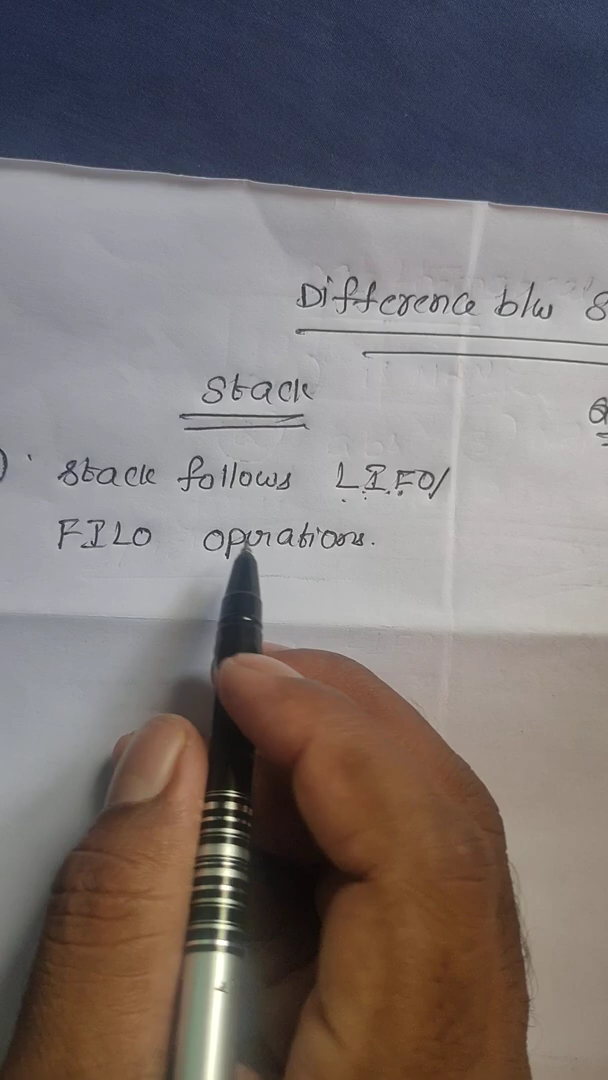 Difference b/w S
Stack
Q
) stack follows LIFO/
FILO operations.